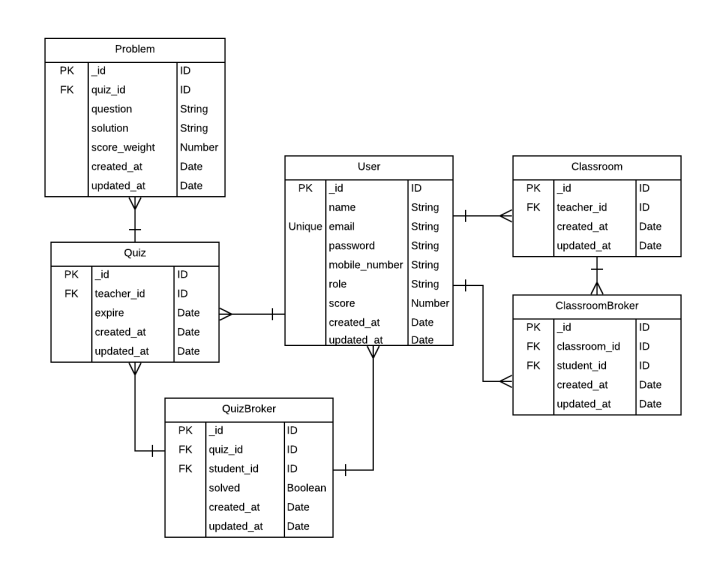 Problem
PK _id ID
FK quiz_id ID
question String
solution String
score_weight Number
created_at Date
updated_at Date
User
PK _id ID
name String
Unique email String
password String
mobile_number String
role String
score Number
created_at Date
updated_at Date
Classroom
PK _id ID
FK teacher_id ID
created_at Date
updated_at Date
Quiz
PK _id ID
FK teacher_id ID
expire Date
created_at Date
updated_at Date
ClassroomBroker
PK _id ID
FK classroom_id ID
FK student_id ID
created_at Date
updated_at Date
QuizBroker
PK _id ID
FK quiz_id ID
FK student_id ID
solved Boolean
created_at Date
updated_at Date